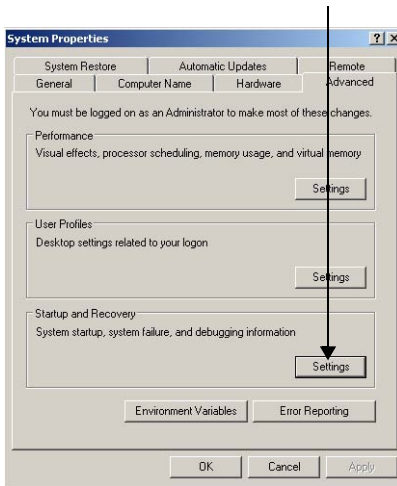 System Properties
System Restore Automatic Updates Remote
General Computer Name Hardware Advanced
You must be logged on as an Administrator to make most of these changes.
Performance
Visual effects, processor scheduling, memory usage, and virtual memory
Settings
User Profiles
Desktop settings related to your logon
Settings
Startup and Recovery
System startup, system failure, and debugging information
Settings
Environment Variables Error Reporting
OK Cancel Apply